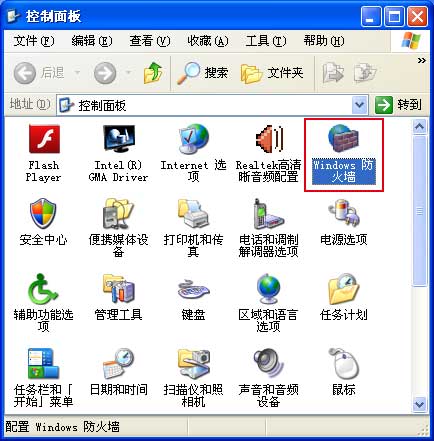 控制面板
文件(F) 编辑(E) 查看(V) 收藏(A) 工具(T) 帮助(H)
后退 搜索 文件夹
地址(D) 控制面板 转到
Flash
Player
Intel(R)
GMA Driver
Internet 选
项
Realtek高清
晰音频配置
Windows 防
火墙
安全中心
便携媒体设
备
打印机和传
真
电话和调制
解调器选项
电源选项
辅助功能选
项
管理工具
键盘
区域和语言
选项
任务计划
任务栏和「
开始」菜单
日期和时间
扫描仪和照
相机
声音和音频
设备
鼠标
配置 Windows 防火墙